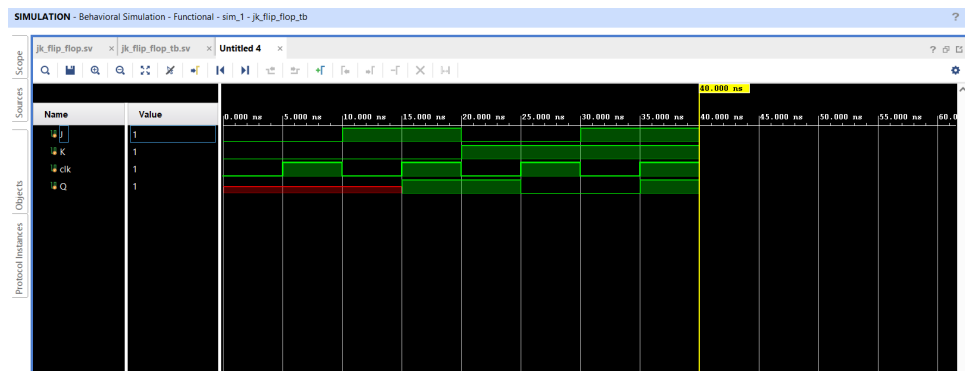 SIMULATION - Behavioral Simulation - Functional - sim_1 - jk_flip_flop_tb ?
jk_flip_flop.sv × jk_flip_flop_tb.sv × Untitled 4 × ?
Scope
Sources
Objects
Protocol Instances
40.000 ns
Name Value 0.000 ns 5.000 ns 10.000 ns 15.000 ns 20.000 ns 25.000 ns 30.000 ns 35.000 ns 40.000 ns 45.000 ns 50.000 ns 55.000 ns 60.0
J 1
K 1
clk 1
Q 1